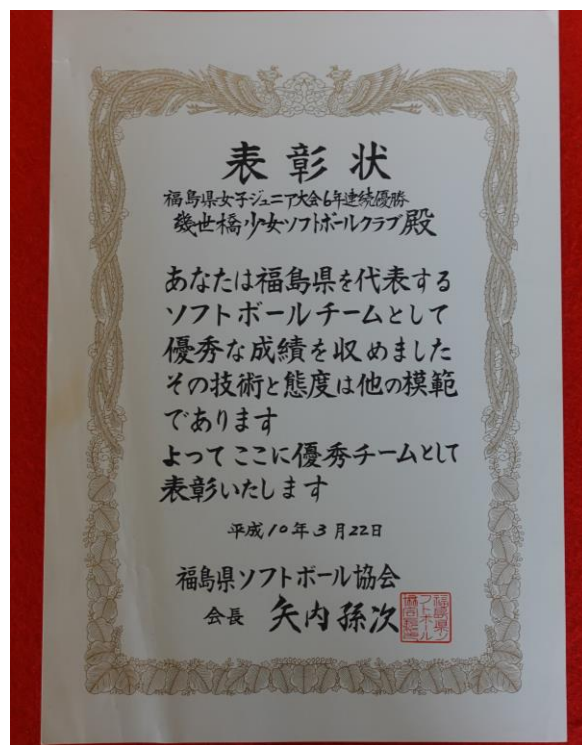 表彰状
福島県女子ジュニア大会6年連続優勝
幾世橋少女ソフトボールクラブ殿
あなたは福島県を代表する
ソフトボールチームとして
優秀な成績を収めました
その技術と態度は他の模範
であります
よってここに優秀チームとして
表彰いたします
平成10年3月22日
福島県ソフトボール協会
会長 矢内孫次